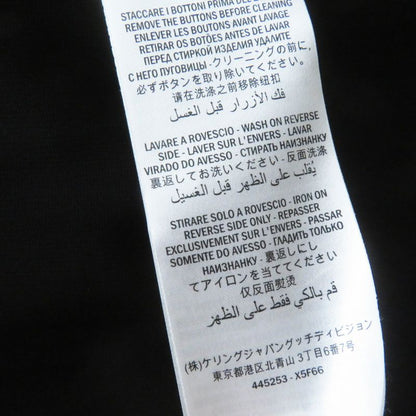 STACCARE I BOTTONI PRIMA DEL LAVAGGIO
REMOVE THE BUTTONS BEFORE CLEANING
ENLEVER LES BOUTONS AVANT LAVAGE
RETIRAR OS BOTÕES ANTES DA LAVAGEM
ПЕРЕД СТИРКОЙ ИЗДЕЛИЯ УДАЛИТЕ
С НЕГО ПУГОВИЦЫ - クリーニングの前に,
必ずボタンを取り除いてください。
请在洗涤之前移除纽扣
فك الأزرار قبل الغسل
LAVARE A ROVESCIO - WASH ON REVERSE
SIDE - LAVER SUR L'ENVERS - LAVAR
VIRADO DO AVESSO - СТИРАТЬ НАИЗНАНКУ
裏返してお洗いください - 反面洗涤
يُقلب على الظهر قبل الغسيل
STIRARE SOLO A ROVESCIO - IRON ON
REVERSE SIDE ONLY - REPASSER
EXCLUSIVEMENT SUR L'ENVERS - PASSAR
SOMENTE DO AVESSO - ГЛАДИТЬ ТОЛЬКО
НАИЗНАНКУ - 裏返しにし
てアイロンを当ててください
仅反面熨烫
قم بالكي فقط على الظهر
(株)ケリングジャパングッチディビジョン
東京都港区北青山3丁目6番7号
445253 - X5F66